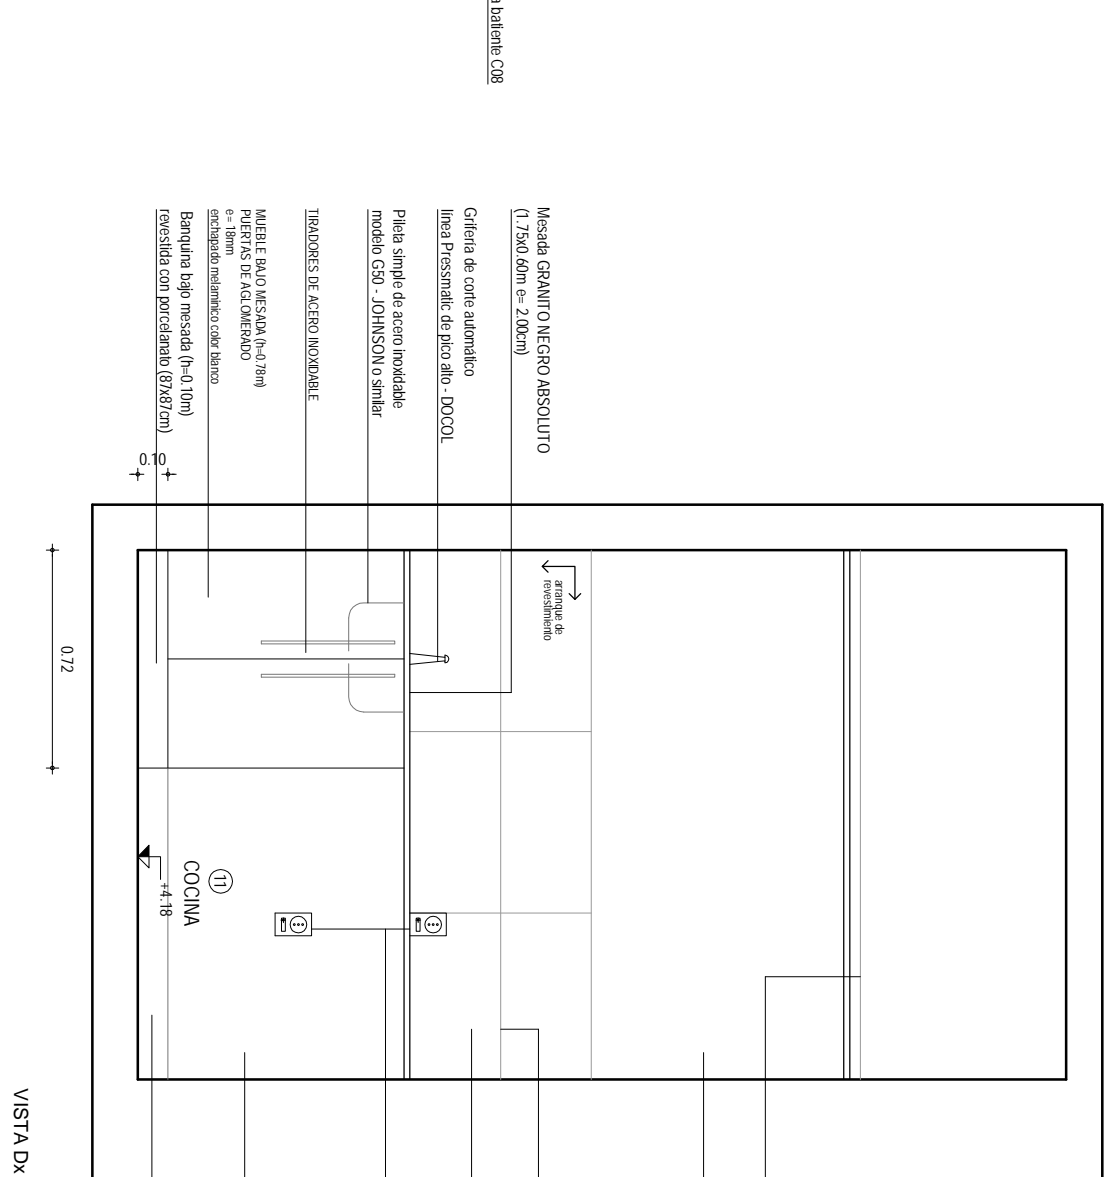 a batiente C08
Mesada GRANITO NEGRO ABSOLUTO
(1.75x0.60m e= 2.00cm)
Grifería de corte automático
línea Pressmatic de pico alto - DOCOL
Pileta simple de acero inoxidable
modelo G50 - JOHNSON o similar
TIRADORES DE ACERO INOXIDABLE
MUEBLE BAJO MESADA (h=0.78m)
PUERTAS DE AGLOMERADO
e= 18mm
enchapado melamínico color blanco
Banquina bajo mesada (h=0.10m)
revestida con porcelanato (87x87cm)
0.10
arranque de
revestimiento
0.72
11
COCINA
+4.18
VISTA Dx